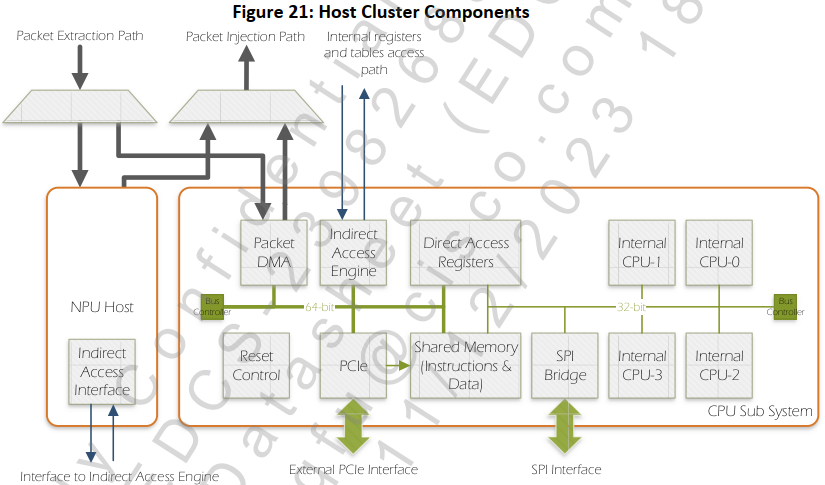 Figure 21: Host Cluster Components
Packet Extraction Path
Packet Injection Path
Internal registers
and tables access
path
Packet
DMA
Indirect
Access
Engine
Direct Access
Registers
Internal
CPU-1
Internal
CPU-0
NPU Host
Bus
Controller
64-bit
32-bit
Bus
Controller
Indirect
Access
Interface
Reset
Control
PCIe
Shared Memory
(Instructions &
Data)
SPI
Bridge
Internal
CPU-3
Internal
CPU-2
CPU Sub System
Interface to Indirect Access Engine
External PCIe Interface
SPI Interface